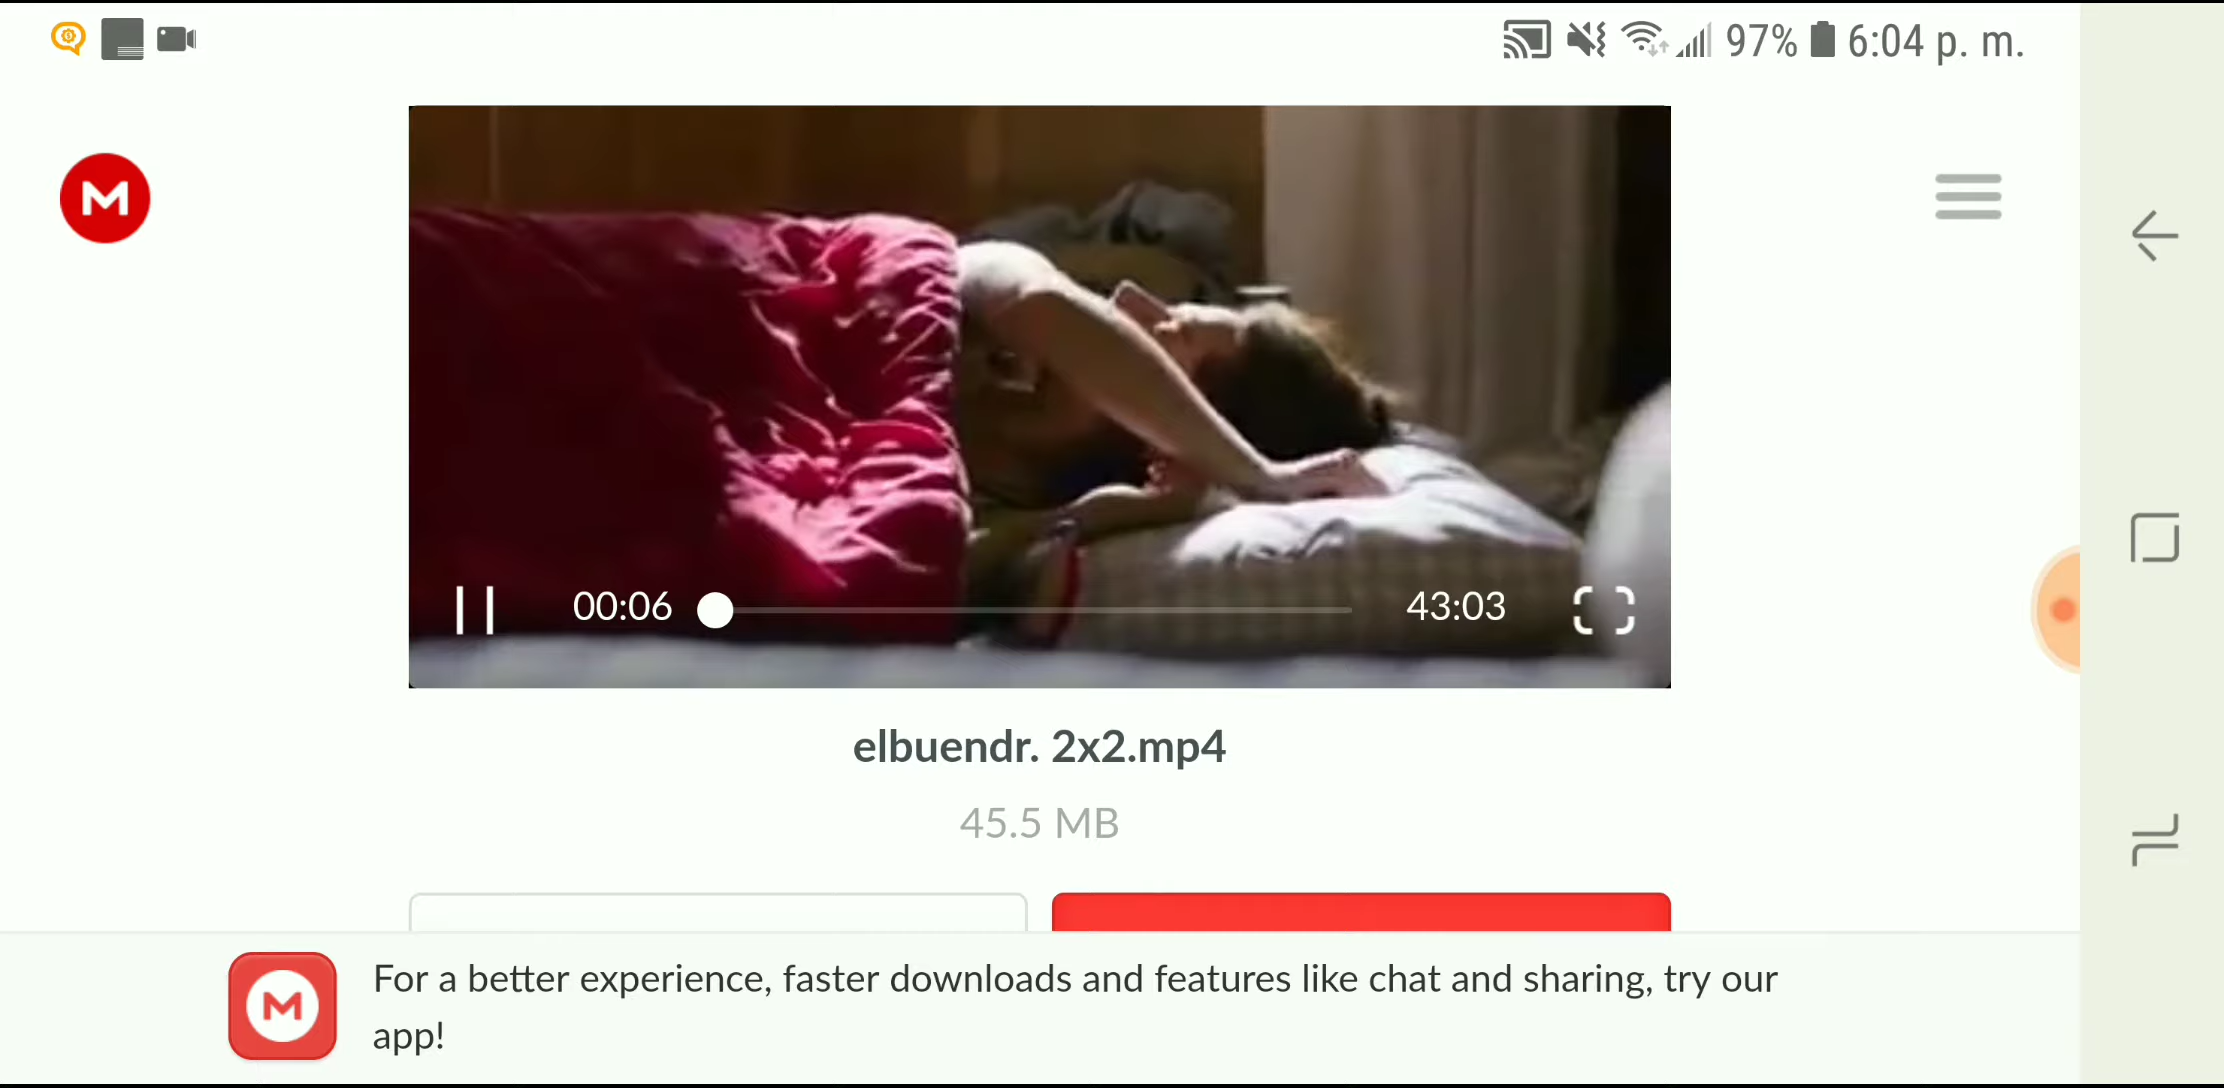 97% 6:04 p. m.
M
00:06 43:03
elbuendr. 2x2.mp4
45.5 MB
M
For a better experience, faster downloads and features like chat and sharing, try our
app!